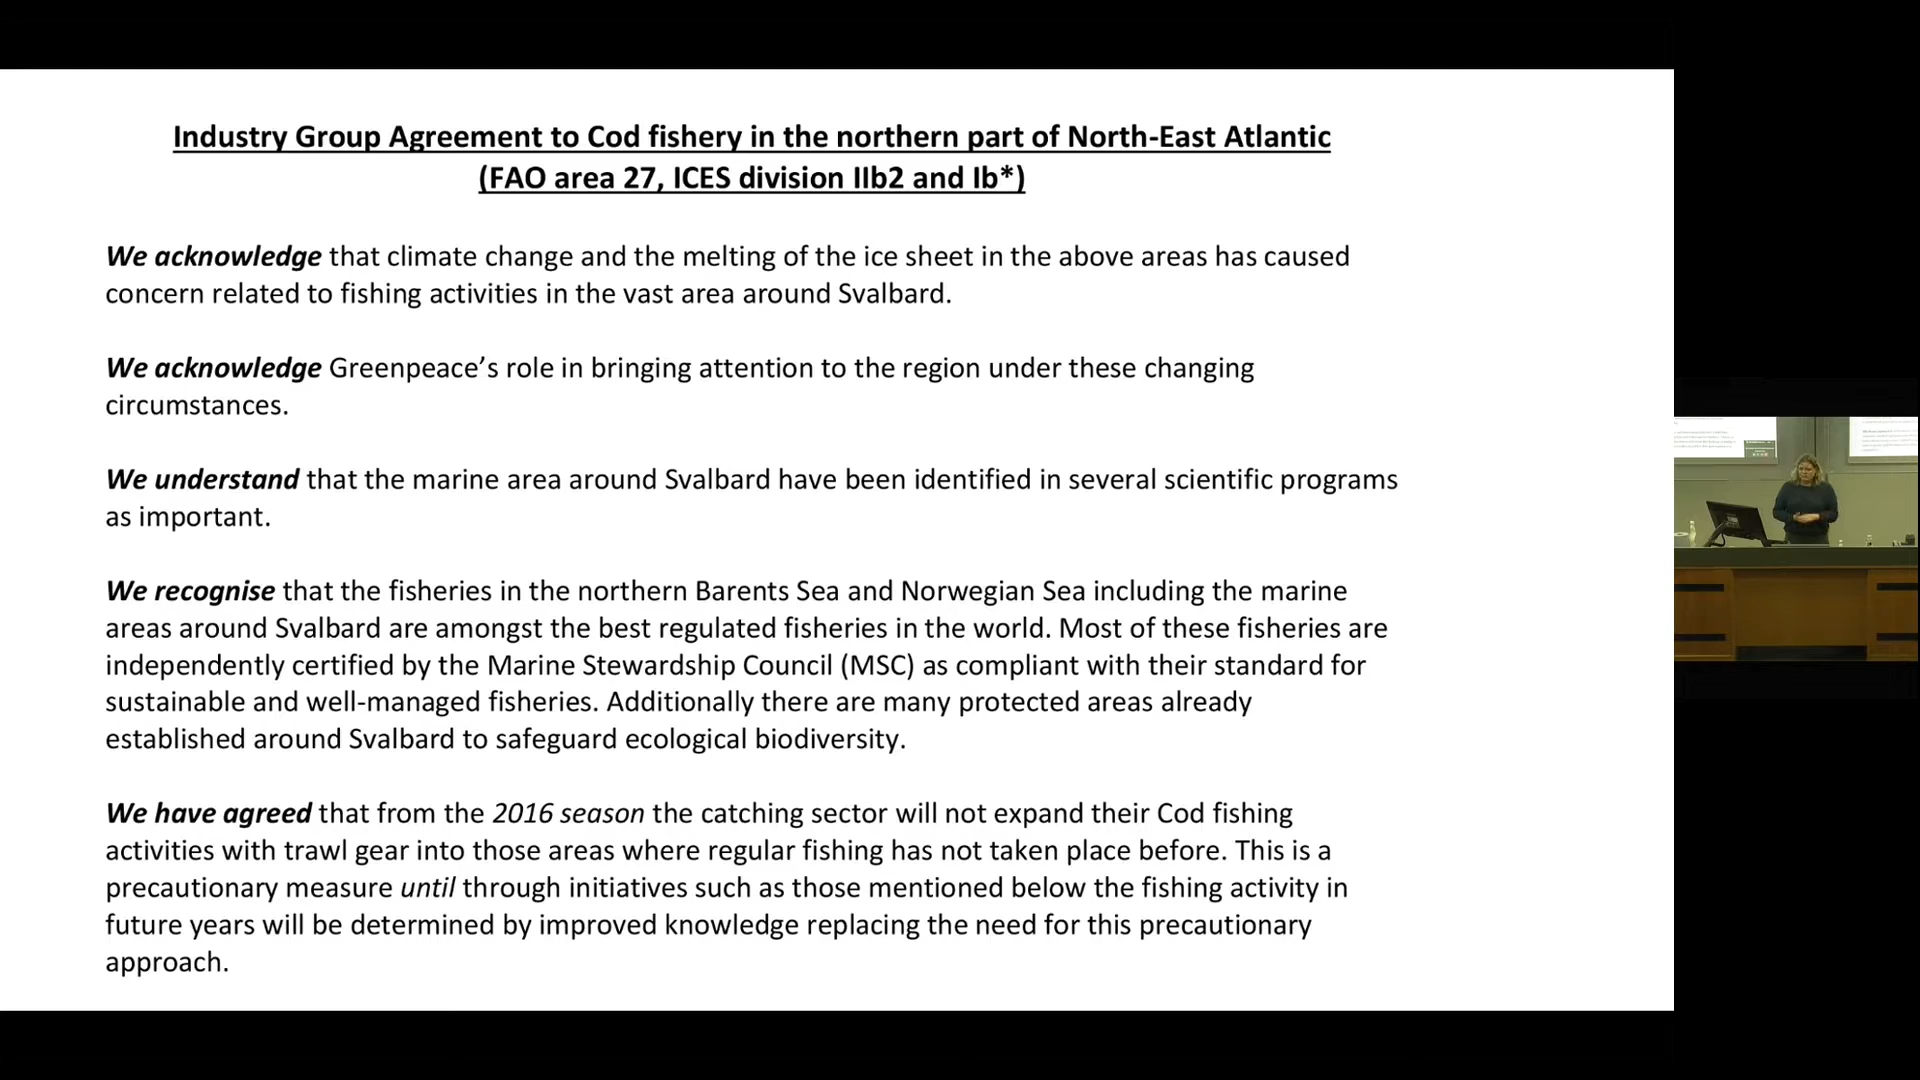 Industry Group Agreement to Cod fishery in the northern part of North-East Atlantic
(FAO area 27, ICES division IIb2 and Ib*)
We acknowledge that climate change and the melting of the ice sheet in the above areas has caused
concern related to fishing activities in the vast area around Svalbard.
We acknowledge Greenpeace’s role in bringing attention to the region under these changing
circumstances.
We understand that the marine area around Svalbard have been identified in several scientific programs
as important.
We recognise that the fisheries in the northern Barents Sea and Norwegian Sea including the marine
areas around Svalbard are amongst the best regulated fisheries in the world. Most of these fisheries are
independently certified by the Marine Stewardship Council (MSC) as compliant with their standard for
sustainable and well-managed fisheries. Additionally there are many protected areas already
established around Svalbard to safeguard ecological biodiversity.
We have agreed that from the 2016 season the catching sector will not expand their Cod fishing
activities with trawl gear into those areas where regular fishing has not taken place before. This is a
precautionary measure until through initiatives such as those mentioned below the fishing activity in
future years will be determined by improved knowledge replacing the need for this precautionary
approach.